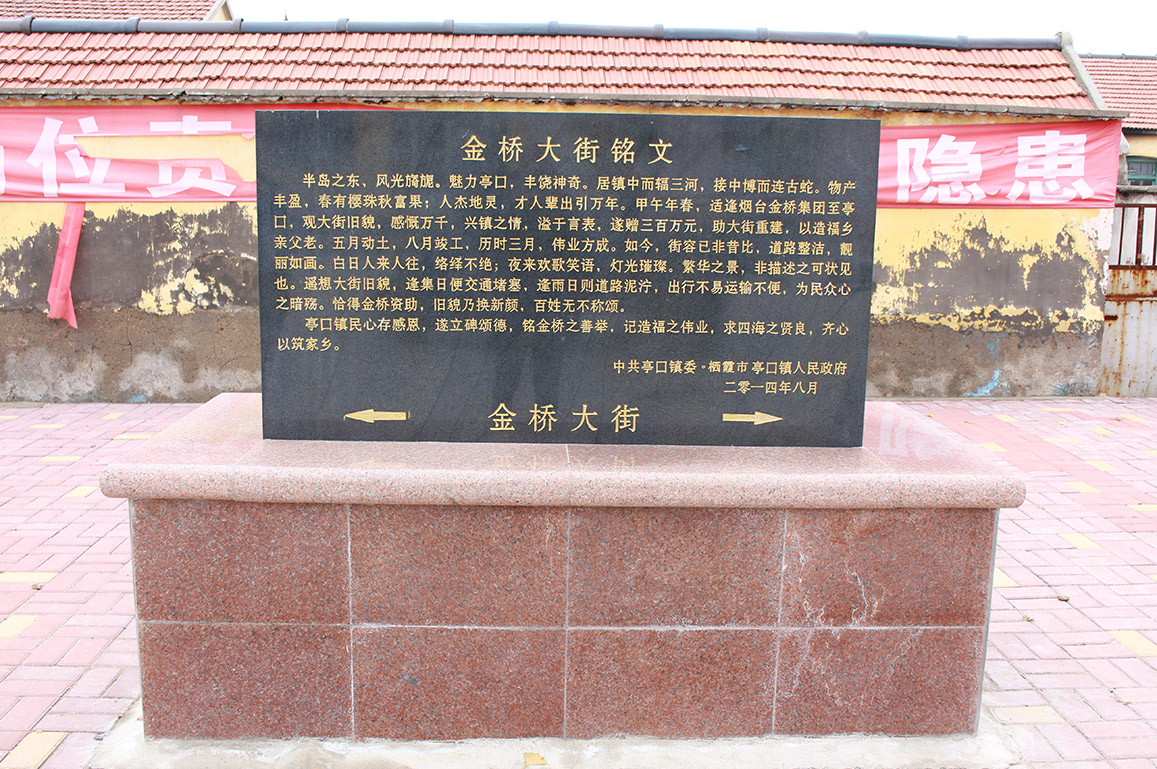 位责
隐患
金桥大街铭文
半岛之东，风光旖旎。魅力亭口，丰饶神奇。居镇中而辐三河，接中博而连古蛇。物产
丰盈，春有樱珠秋富果；人杰地灵，才人辈出引万年。甲午年春，适逢烟台金桥集团至亭
口，观大街旧貌，感慨万千，兴镇之情，溢于言表，遂赠三百万元，助大街重建，以造福乡
亲父老。五月动土，八月竣工，历时三月，伟业方成。如今，街容已非昔比，道路整洁，靓
丽如画。白日人来人往，络绎不绝；夜来欢歌笑语，灯光璀璨。繁华之景，非描述之可状见
也。遥想大街旧貌，逢集日便交通堵塞，逢雨日则道路泥泞，出行不易运输不便，为民众心
之暗殇。恰得金桥资助，旧貌乃换新颜，百姓无不称颂。
亭口镇民心存感恩，遂立碑颂德，铭金桥之善举，记造福之伟业，求四海之贤良，齐心
以筑家乡。
中共亭口镇委·栖霞市 亭口镇人民政府
二零一四年八月
金桥大街